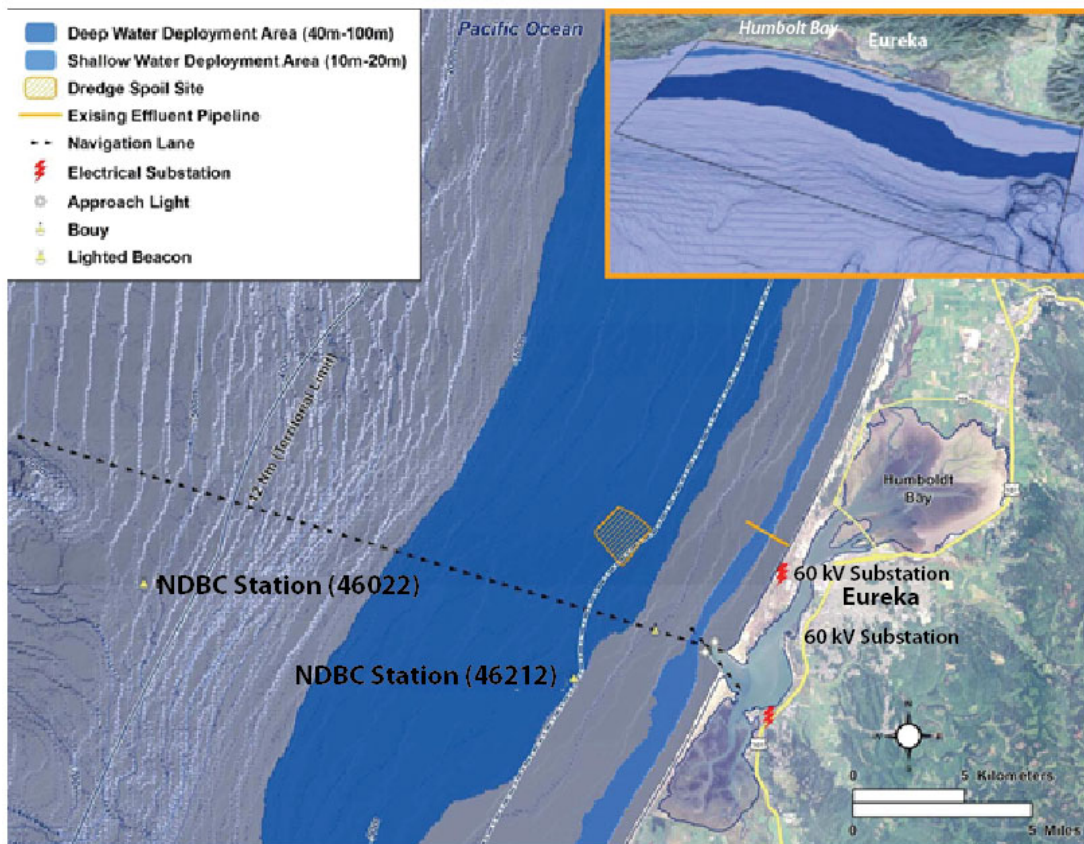 Deep Water Deployment Area (40m-100m)
Shallow Water Deployment Area (10m-20m)
Dredge Spoil Site
Exising Effluent Pipeline
Navigation Lane
Electrical Substation
Approach Light
Bouy
Lighted Beacon
Pacific Ocean
Humbolt Bay
Eureka
12 Nm (Territorial Limit)
Humboldt
Bay
101
NDBC Station (46022)
60 kV Substation
Eureka
60 kV Substation
NDBC Station (46212)
N
0 5 Kilometers
0 5 Miles